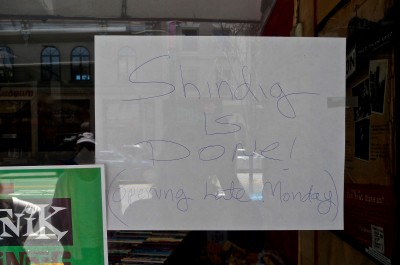 Shindig
is
DONE!
(opening Late Monday)
NIK